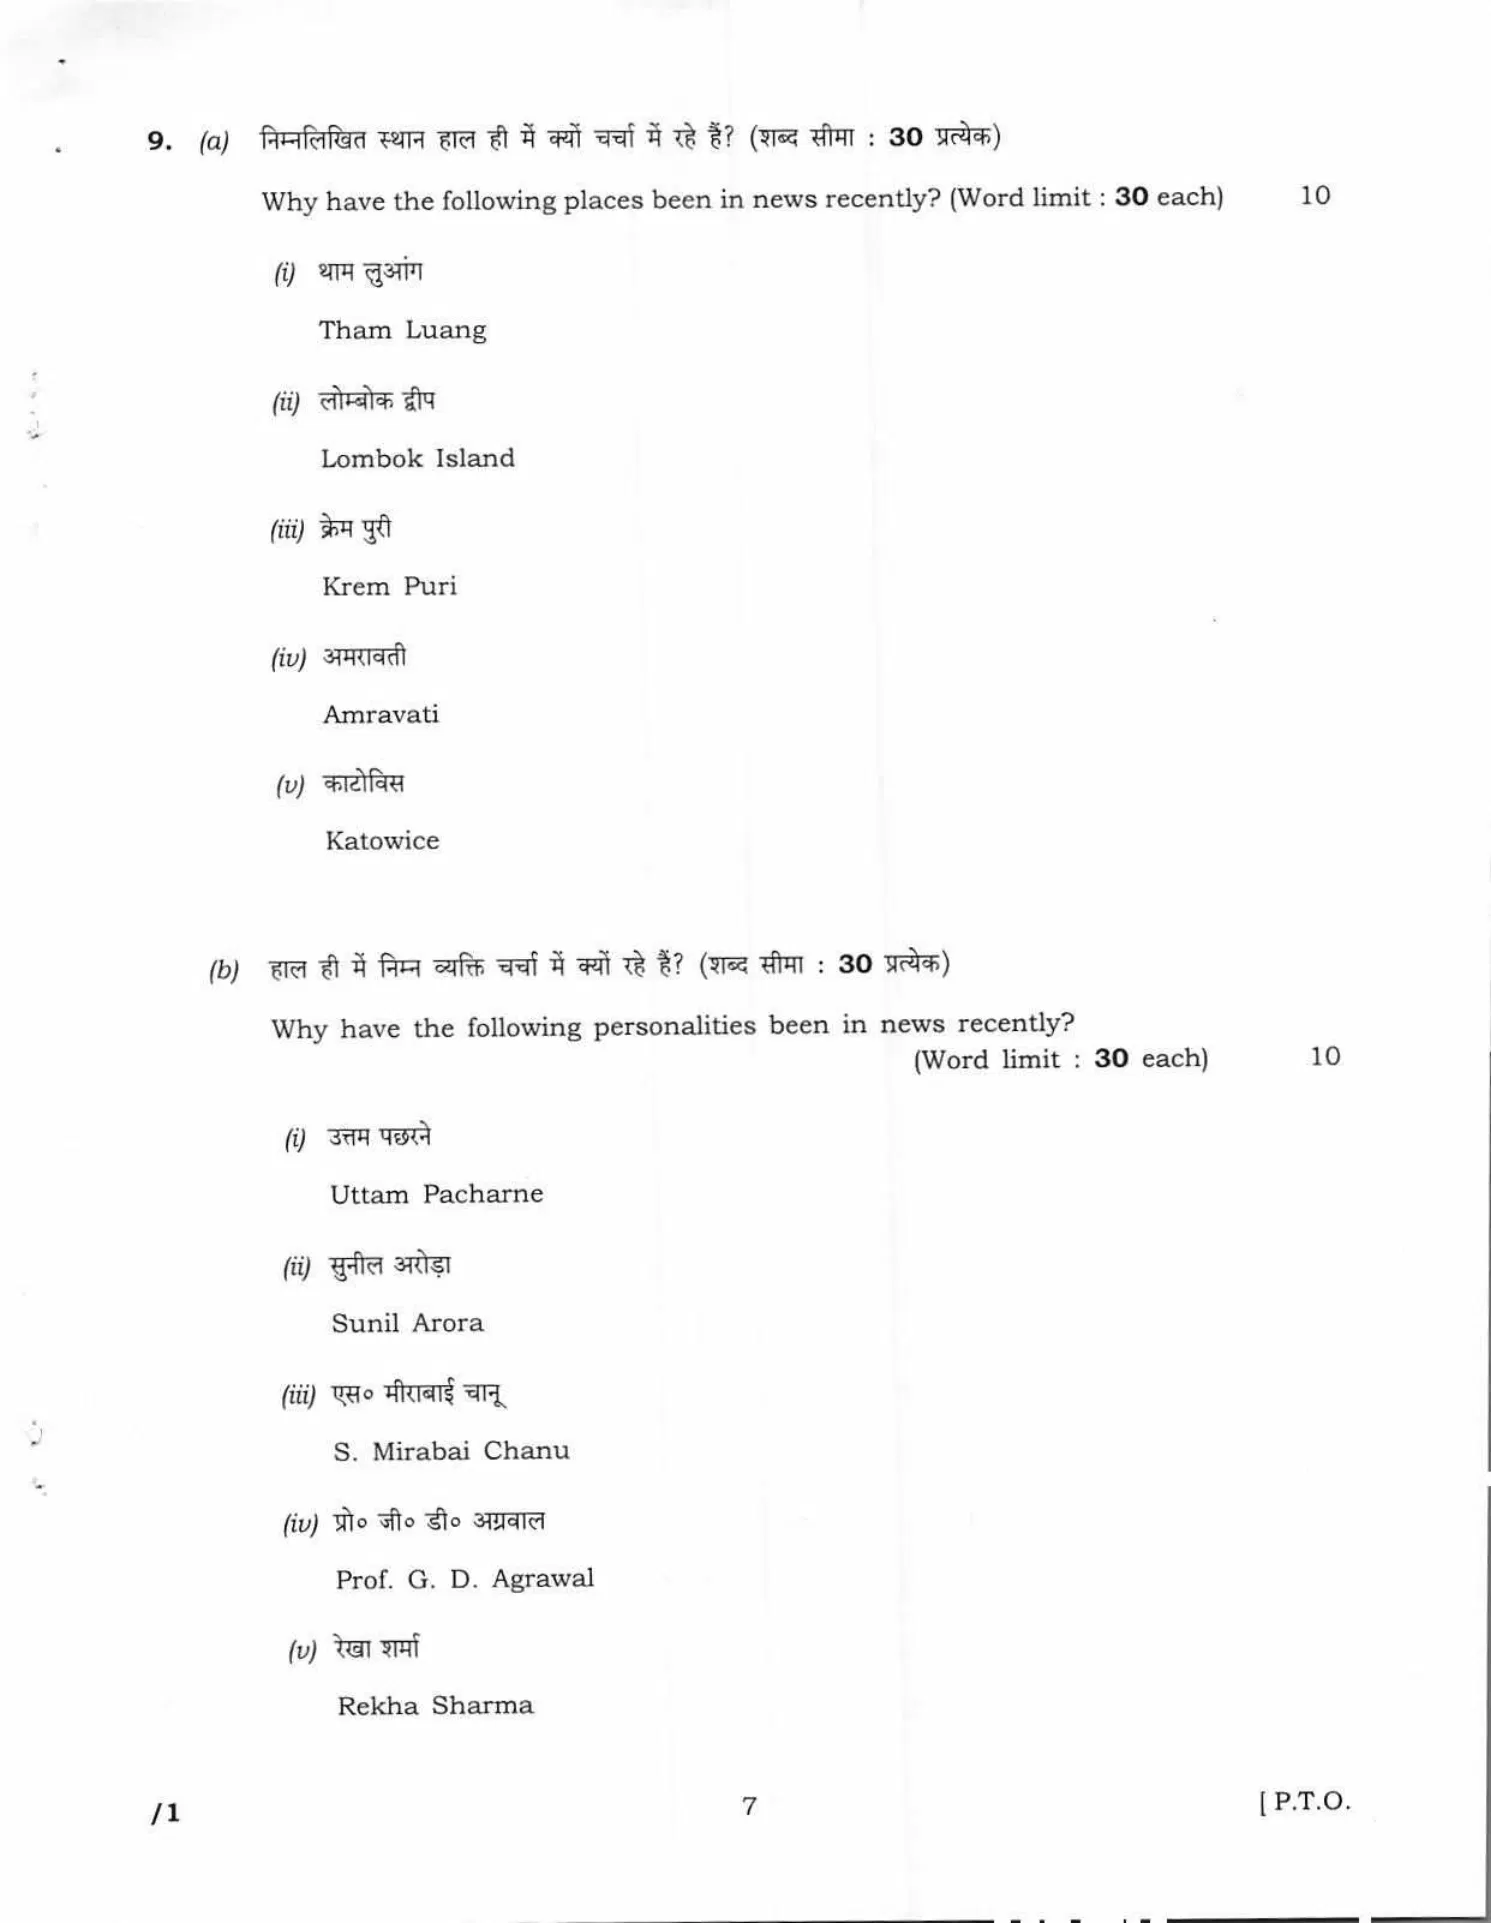 9. (a) निम्नलिखित स्थान हाल ही में क्यों चर्चा में रहे हैं? (शब्द सीमा : 30 प्रत्येक)
Why have the following places been in news recently? (Word limit : 30 each) 10
(i) थाम लुआंग
Tham Luang
(ii) लोम्बोक द्वीप
Lombok Island
(iii) क्रेम पुरी
Krem Puri
(iv) अमरावती
Amravati
(v) काटोविस
Katowice
(b) हाल ही में निम्न व्यक्ति चर्चा में क्यों रहे हैं? (शब्द सीमा : 30 प्रत्येक)
Why have the following personalities been in news recently?
(Word limit : 30 each) 10
(i) उत्तम पछरने
Uttam Pacharne
(ii) सुनील अरोड़ा
Sunil Arora
(iii) एस० मीराबाई चानू
S. Mirabai Chanu
(iv) प्रो० जी० डी० अग्रवाल
Prof. G. D. Agrawal
(v) रेखा शर्मा
Rekha Sharma
/1 7 [ P.T.O.